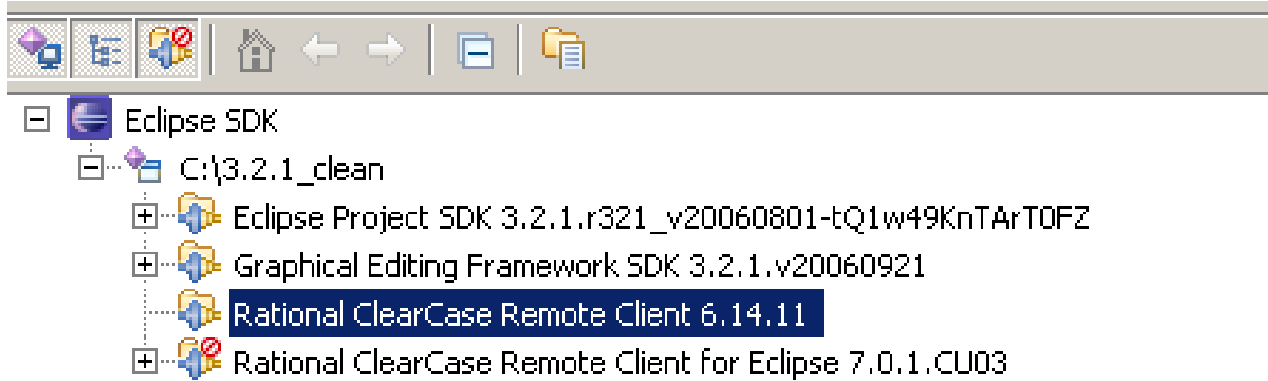 Eclipse SDK
C:\3.2.1_clean
Eclipse Project SDK 3.2.1.r321_v20060801-tQ1w49KnTArT0FZ
Graphical Editing Framework SDK 3.2.1.v20060921
Rational ClearCase Remote Client 6.14.11
Rational ClearCase Remote Client for Eclipse 7.0.1.CU03